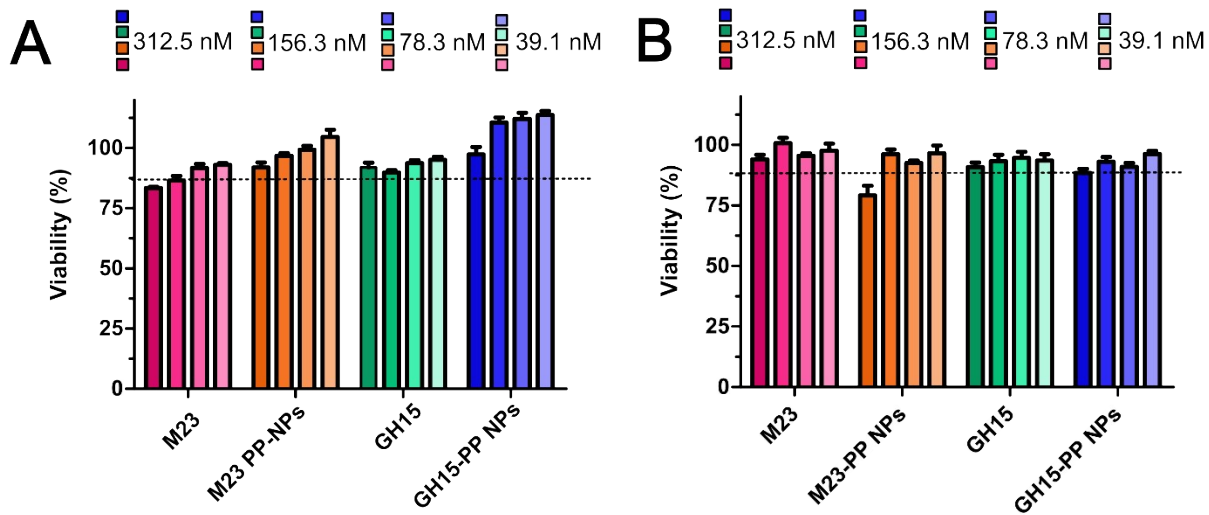 A
312.5 nM 156.3 nM 78.3 nM 39.1 nM
Viability (%)
100
75
50
25
0
M23
M23 PP-NPs
GH15
GH15-PP NPs
B
312.5 nM 156.3 nM 78.3 nM 39.1 nM
Viability (%)
100
75
50
25
0
M23
M23-PP NPs
GH15
GH15-PP NPs